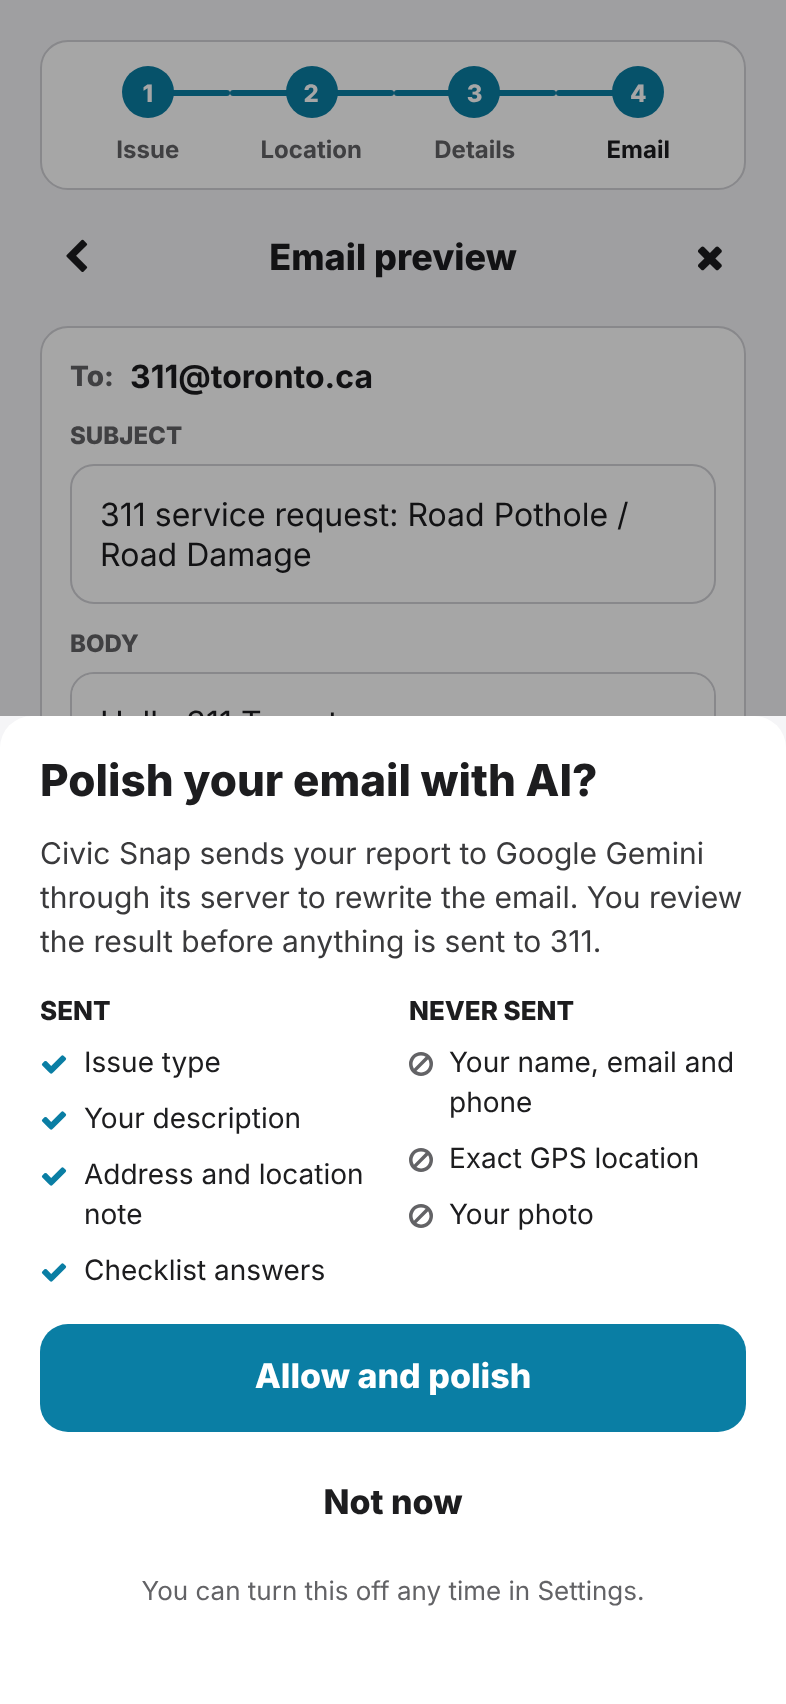 1 2 3 4
Issue Location Details Email
Email preview
To: 311@toronto.ca
SUBJECT
311 service request: Road Pothole /
Road Damage
BODY
Polish your email with AI?
Civic Snap sends your report to Google Gemini
through its server to rewrite the email. You review
the result before anything is sent to 311.
SENT
Issue type
Your description
Address and location
note
Checklist answers
NEVER SENT
Your name, email and
phone
Exact GPS location
Your photo
Allow and polish
Not now
You can turn this off any time in Settings.